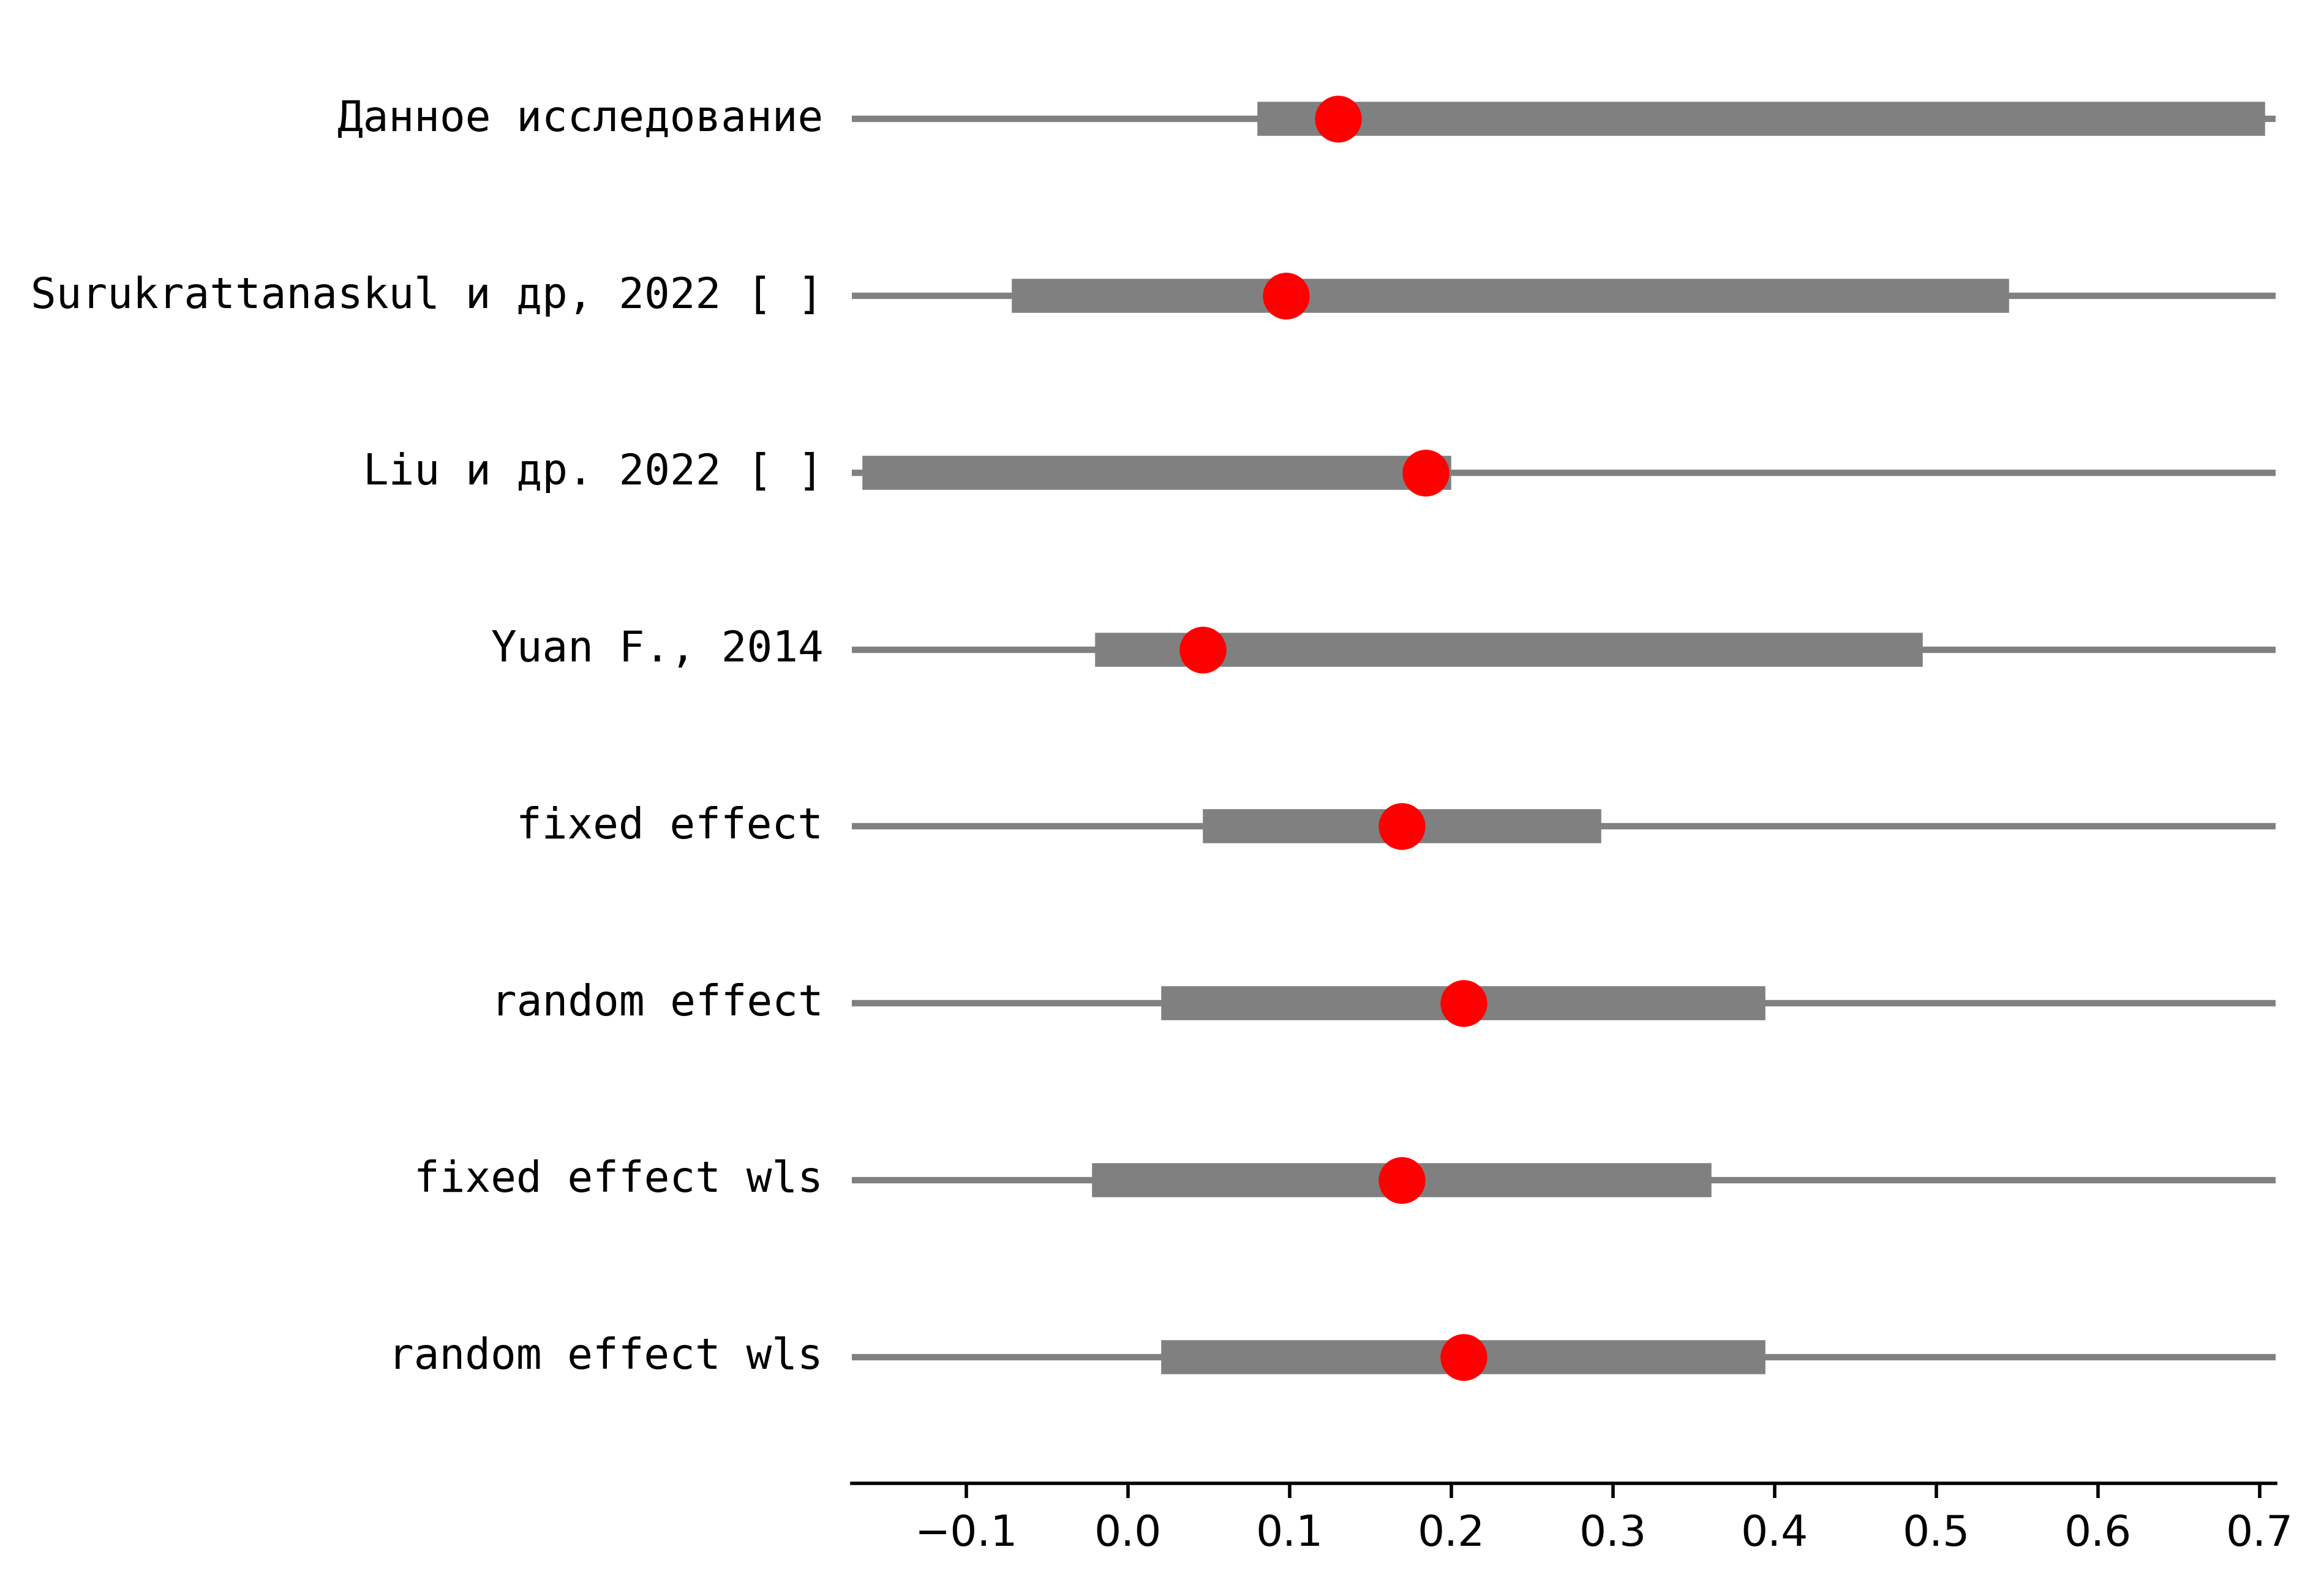 Данное исследование
Surukrattanaskul и др, 2022 [ ]
Liu и др. 2022 [ ]
Yuan F., 2014
fixed effect
random effect
fixed effect wls
random effect wls
−0.1 0.0 0.1 0.2 0.3 0.4 0.5 0.6 0.7